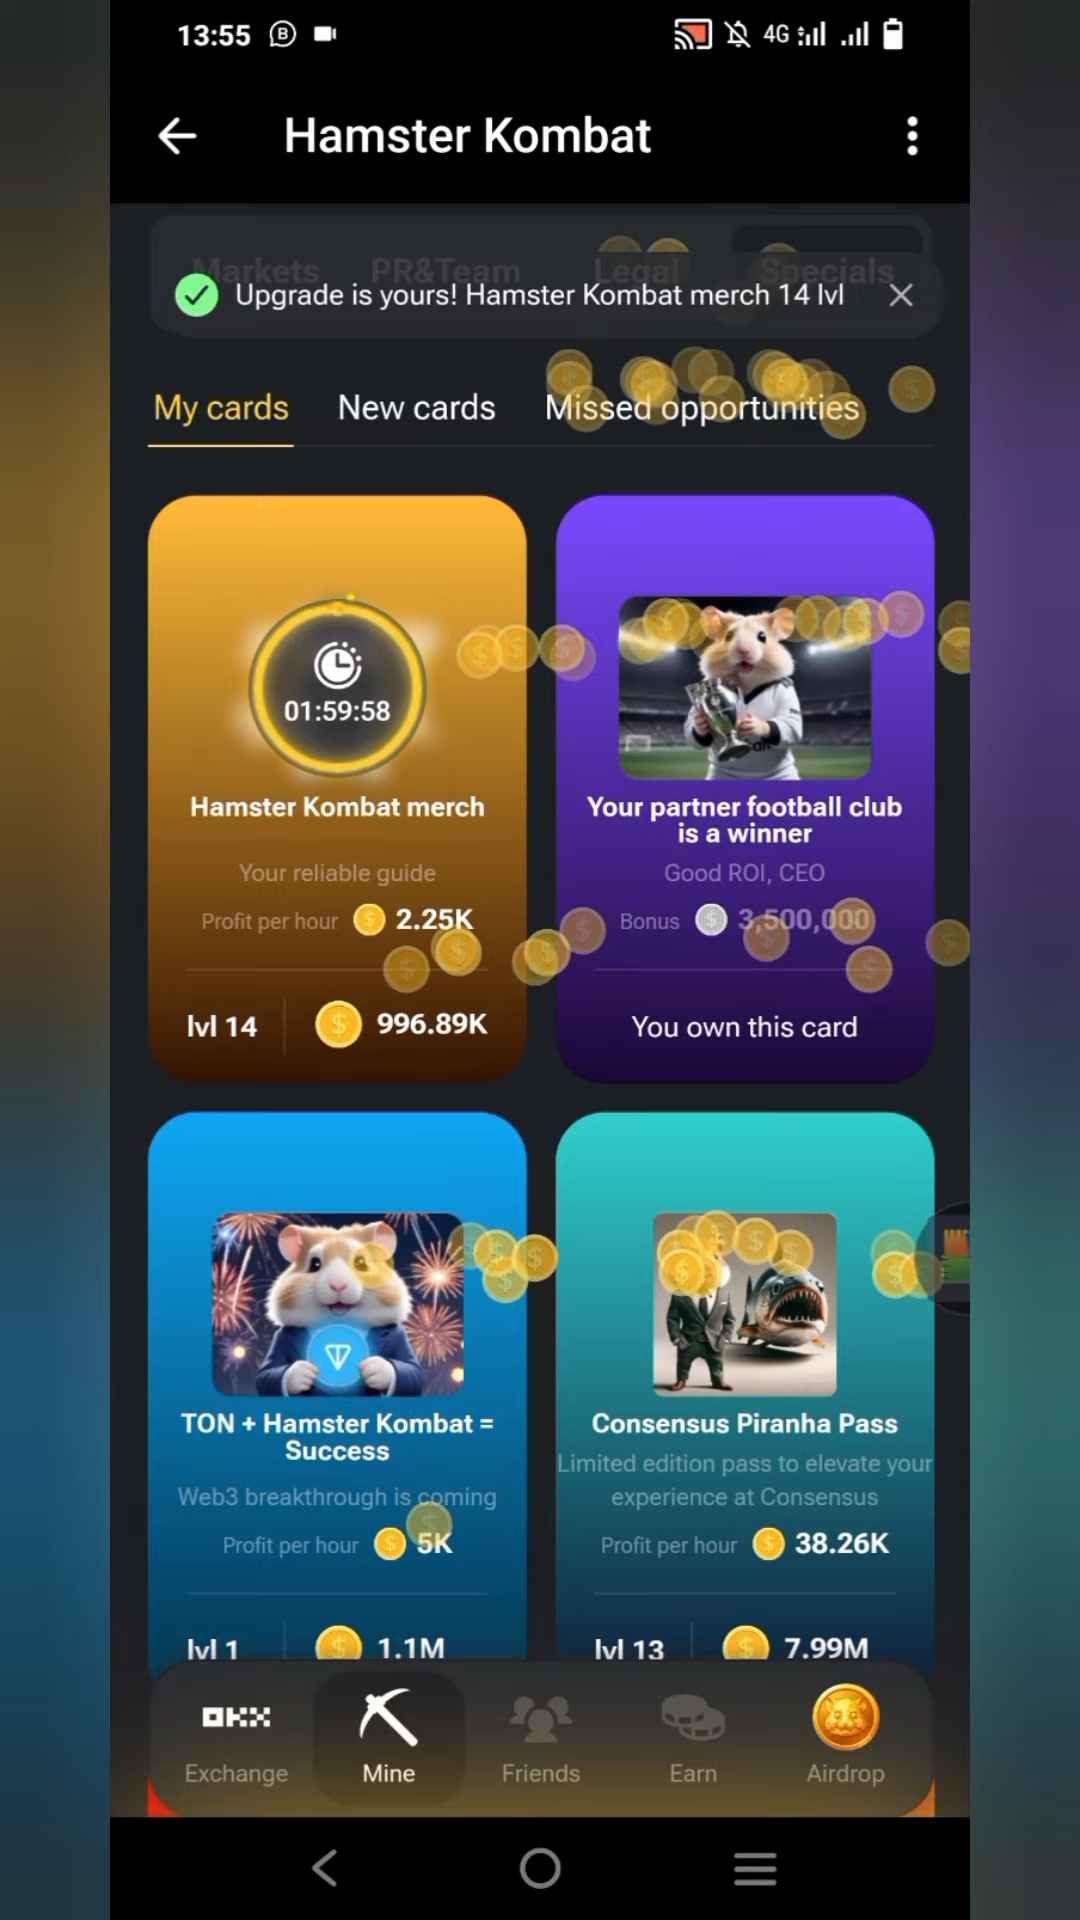 13:55
4G
Hamster Kombat
Markets PR&Team Legal Specials
Upgrade is yours! Hamster Kombat merch 14 lvl
My cards New cards Missed opportunities
01:59:58
Hamster Kombat merch
Your reliable guide
Profit per hour 2.25K
lvl 14 996.89K
Your partner football club
is a winner
Good ROI, CEO
Bonus 3,500,000
You own this card
TON + Hamster Kombat =
Success
Web3 breakthrough is coming
Profit per hour 5K
lvl 1 1.1M
Consensus Piranha Pass
Limited edition pass to elevate your
experience at Consensus
Profit per hour 38.26K
lvl 13 7.99M
OKX
Exchange Mine Friends Earn Airdrop